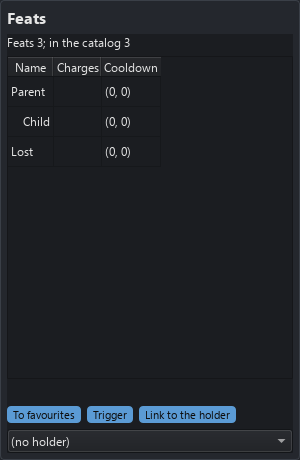 Feats
Feats 3; in the catalog 3
Name Charges Cooldown
Parent (0, 0)
Child (0, 0)
Lost (0, 0)
To favourites Trigger Link to the holder
(no holder)